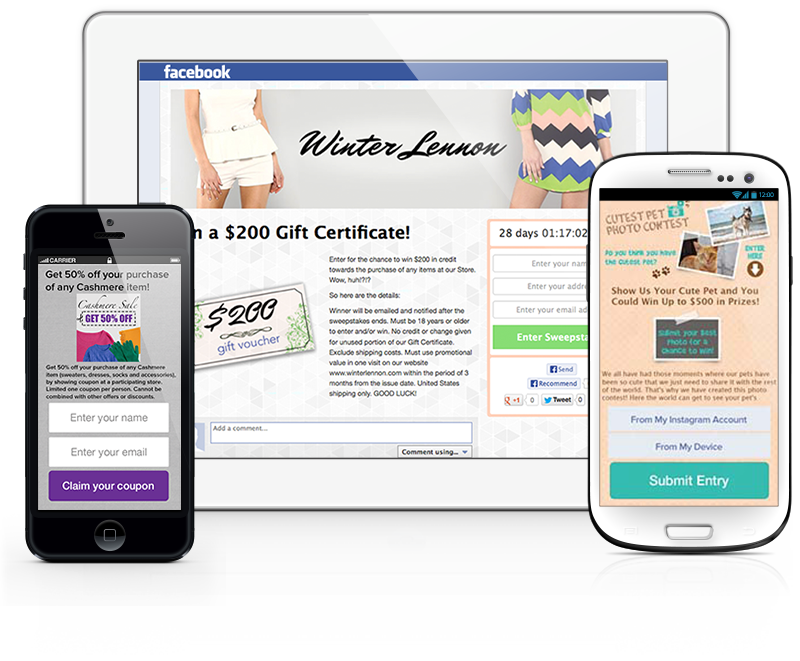 facebook
Winter Lennon
a $200 Gift Certificate!
Enter for the chance to win $200 in credit
towards the purchase of any items at our Store.
Wow, huh!?!?
So here are the details:
Winner will be emailed and notified after the
sweepstakes ends. Must be 18 years or older
to enter and/or win. No credit or change given
for unused portion of our Gift Certificate.
Exclude shipping costs. Must use promotional
value in one visit on our website
www.winterlennon.com within the period of 3
months from the issue date. United States
shipping only. GOOD LUCK!
$200
gift voucher
28 days 01:17:02
Enter your
Enter your
Enter your email
Enter
Send
Recommend
+1
0
Tweet
0
Add a comment...
Comment using...
CARRIER
Get 50% off your purchase
of any Cashmere item!
Cashmere Sale
GET 50% OFF
Get 50% off your purchase of any Cashmere
item (sweaters, dresses, socks and accessories),
by showing coupon at a participating store.
Limited one coupon per person. Cannot be
combined with other offers or discounts.
Enter your name
Enter your email
Claim your coupon
12:00
CUTEST PET
PHOTO CONTEST
Do you think you have
the Cutest Pet?
ENTER
HERE
Show Us Your Cute Pet and You
Could Win Up to $500 in Prizes!
Submit your Best
Photo for a
Chance to win!
We all have had those moments where our pets have
been so cute that we just need to share it with the rest
of the world. That's why we have created this photo
contest! Here the world can get to see your pet's
From My Instagram Account
From My Device
Submit Entry